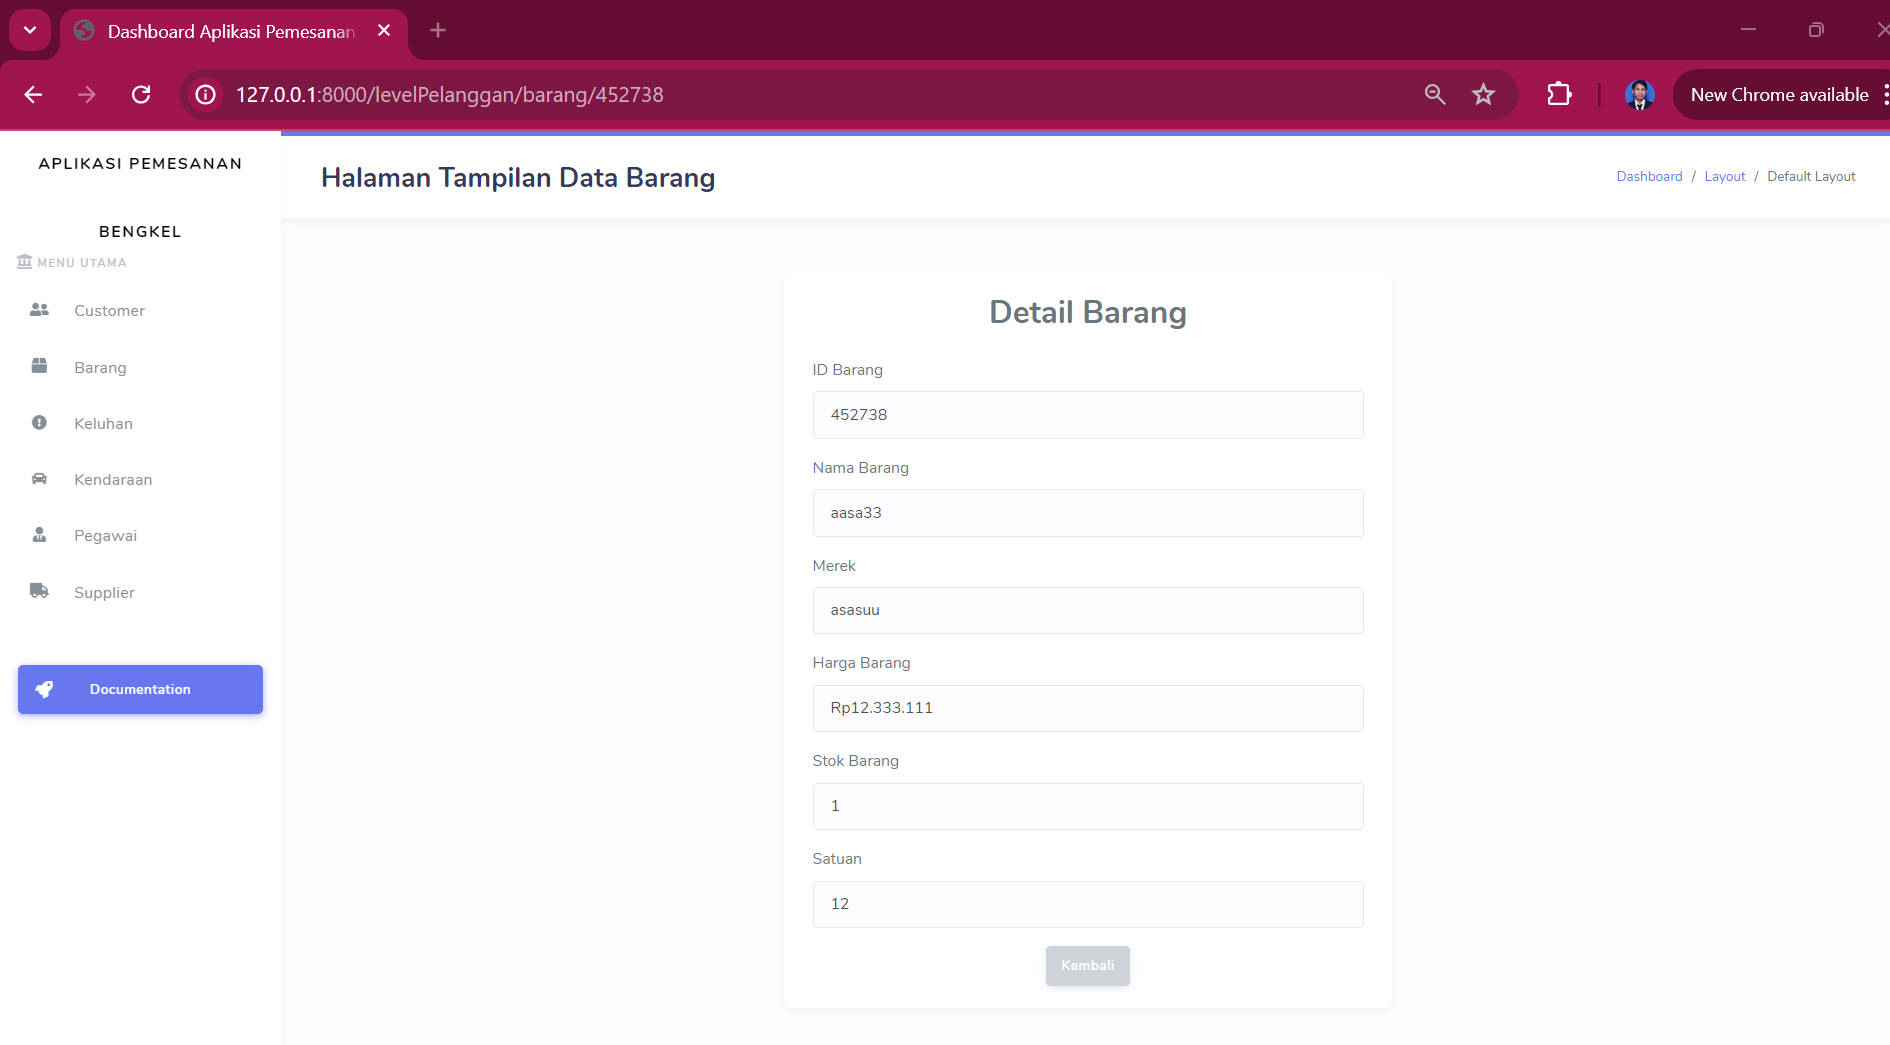 Dashboard Aplikasi Pemesanan
127.0.0.1:8000/levelPelanggan/barang/452738
New Chrome available
APLIKASI PEMESANAN
BENGKEL
MENU UTAMA
Customer
Barang
Keluhan
Kendaraan
Pegawai
Supplier
Documentation
Halaman Tampilan Data Barang
Dashboard / Layout / Default Layout
Detail Barang
ID Barang
452738
Nama Barang
aasa33
Merek
asasuu
Harga Barang
Rp12.333.111
Stok Barang
1
Satuan
12
Kembali